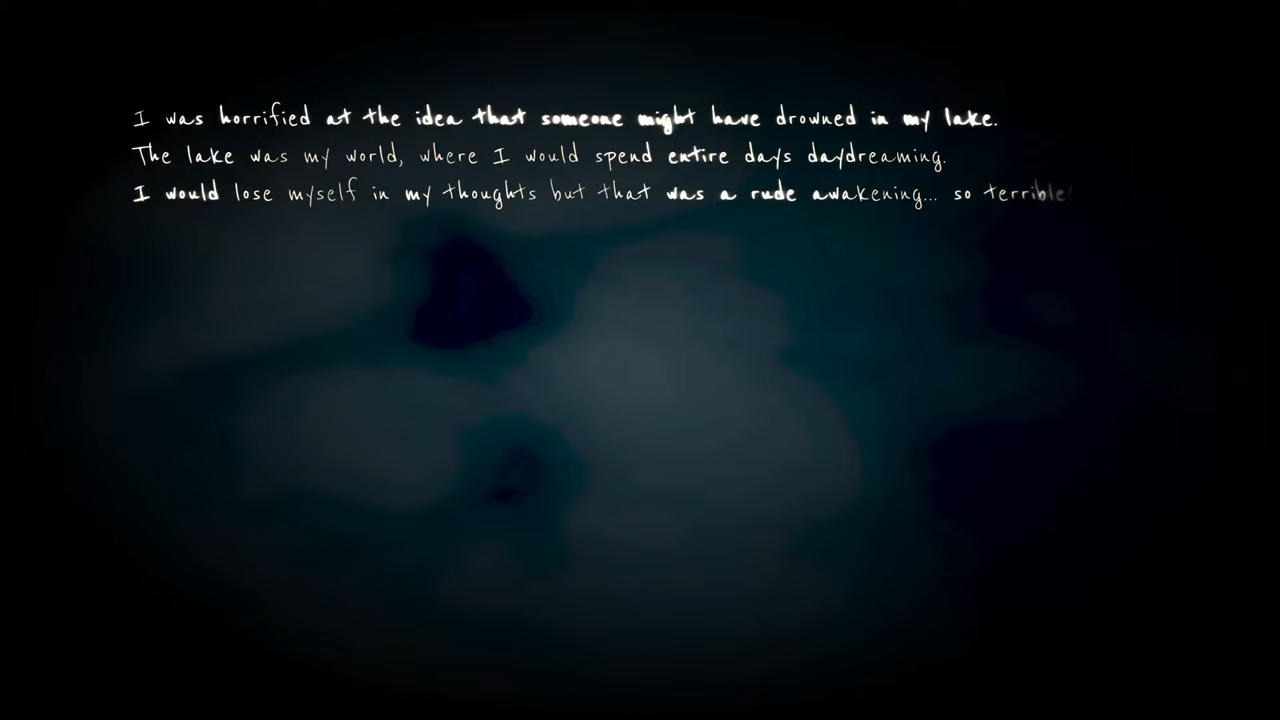 I was horrified at the idea that someone might have drowned in my lake.
The lake was my world, where I would spend entire days daydreaming.
I would lose myself in my thoughts but that was a rude awakening... so terrible!